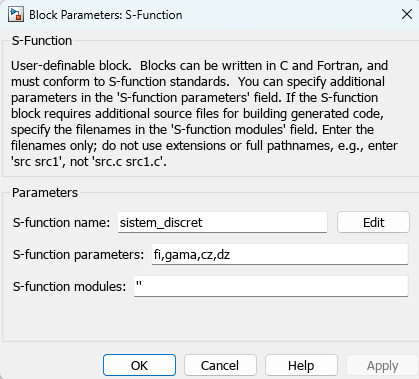 Block Parameters: S-Function
S-Function
User-definable block.  Blocks can be written in C and Fortran, and
must conform to S-function standards.  You can specify additional
parameters in the 'S-function parameters' field. If the S-function
block requires additional source files for building generated code,
specify the filenames in the 'S-function modules' field. Enter the
filenames only; do not use extensions or full pathnames, e.g., enter
'src src1', not 'src.c src1.c'.
Parameters
S-function name: sistem_discret Edit
S-function parameters: fi,gama,cz,dz
S-function modules: ''
OK Cancel Help Apply